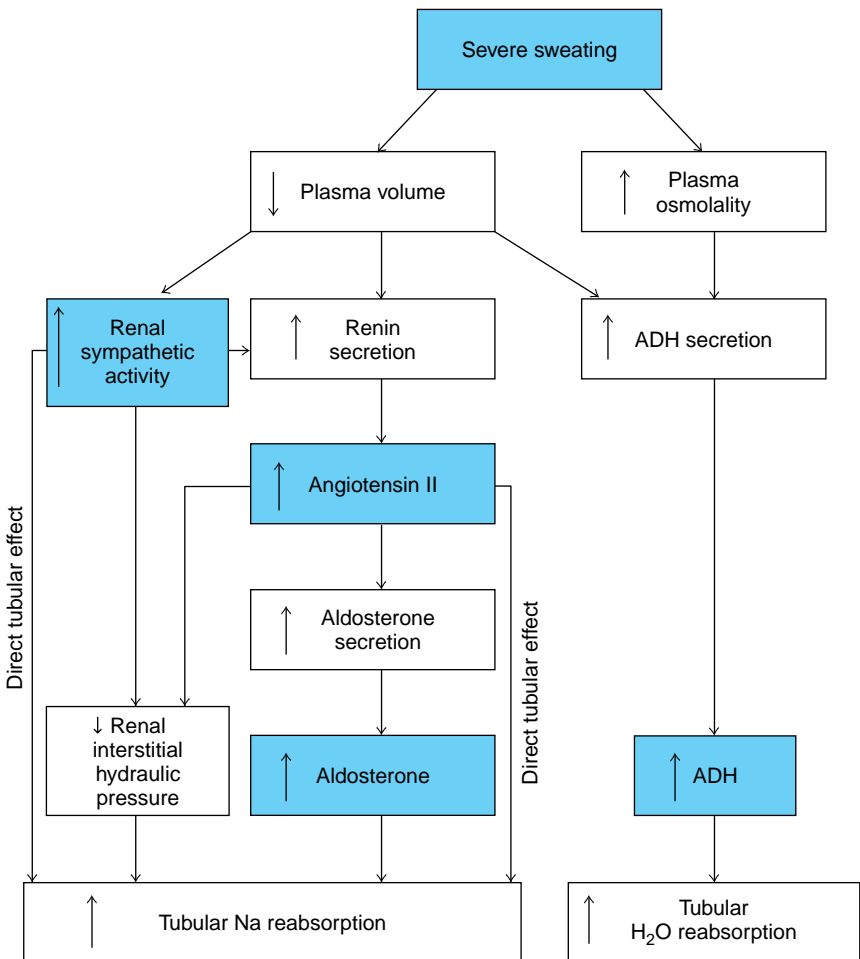 Severe sweating
↓ Plasma volume
↑ Plasma
osmolality
↑ Renal
sympathetic
activity
↑ Renin
secretion
↑ ADH secretion
↑ Angiotensin II
Direct tubular effect
↑ Aldosterone
secretion
Direct tubular effect
↓ Renal
interstitial
hydraulic
pressure
↑ Aldosterone
↑ ADH
↑ Tubular Na reabsorption
↑ Tubular
H₂O reabsorption